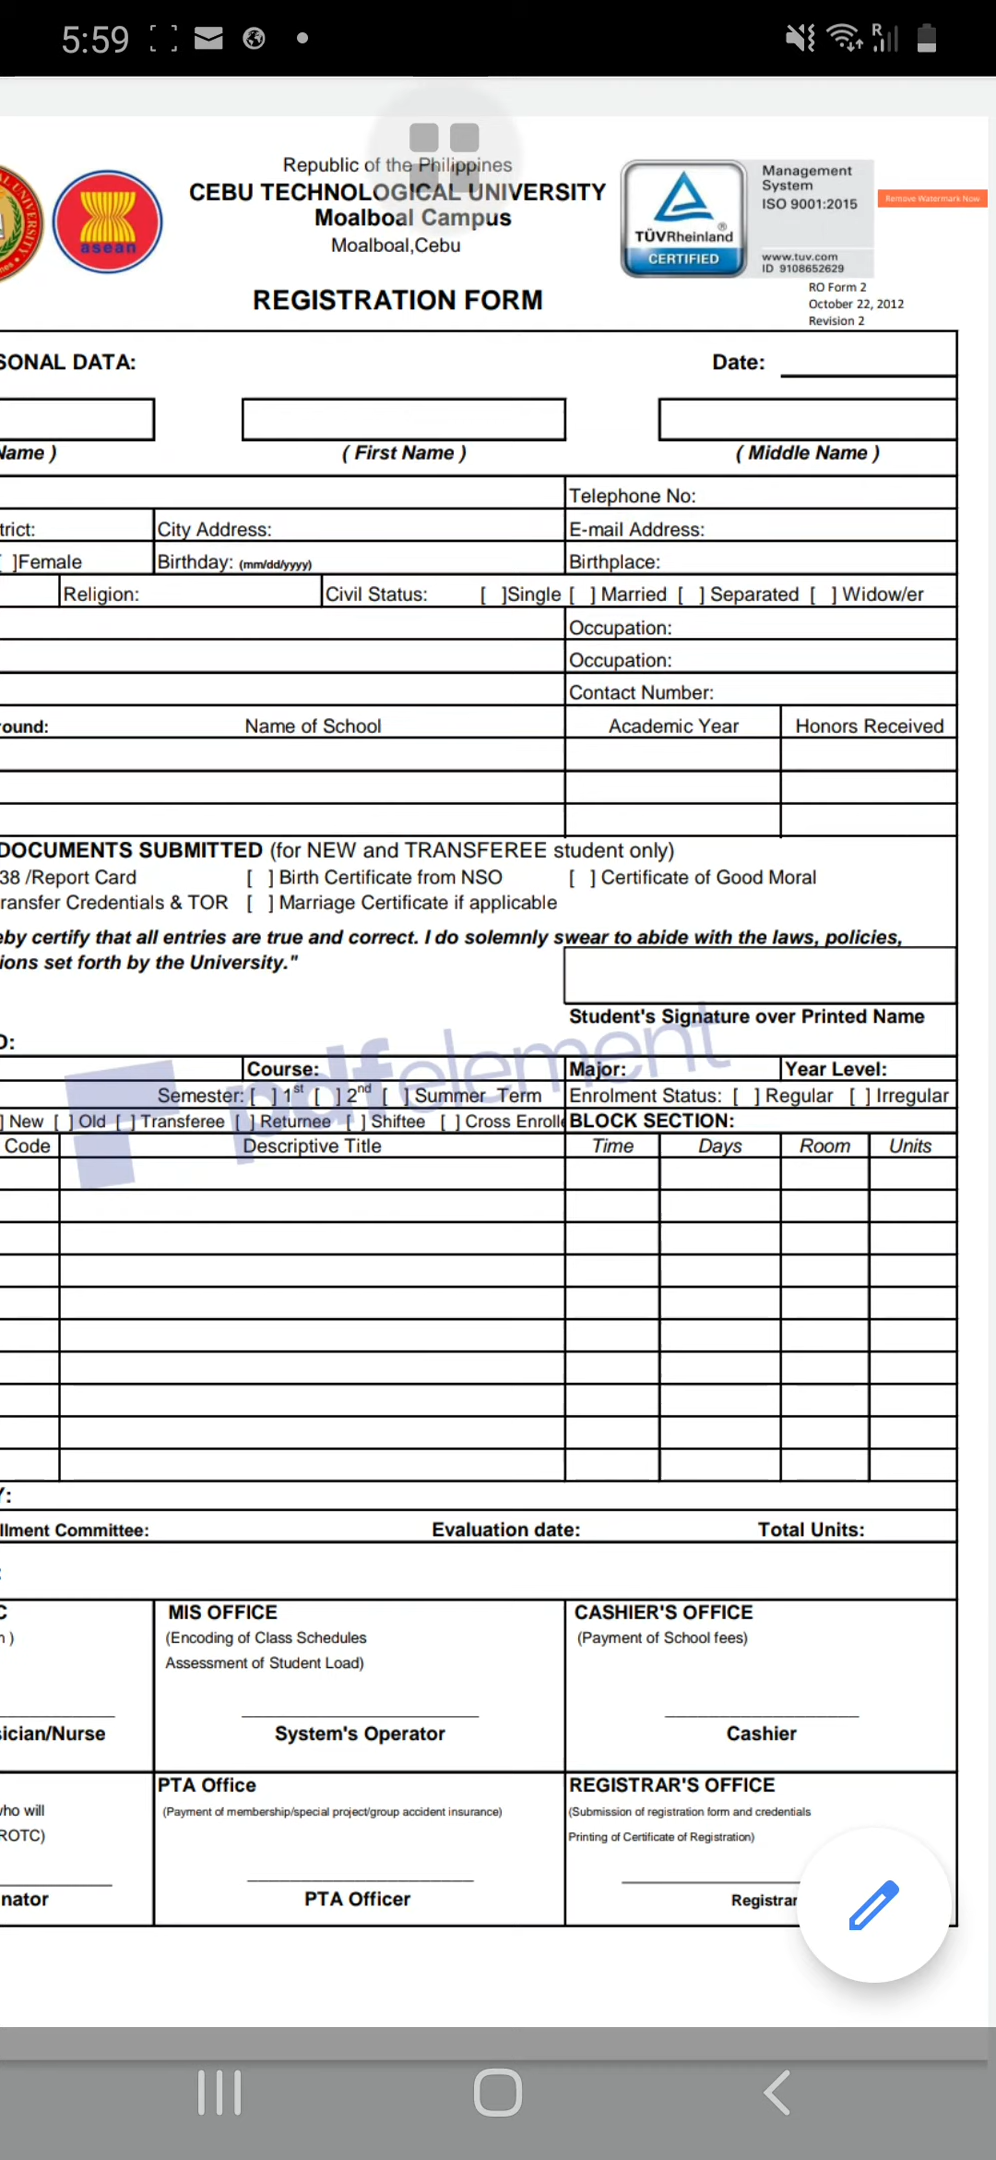 5:59
R
Republic of the Philippines
CEBU TECHNOLOGICAL UNIVERSITY
Moalboal Campus
Moalboal,Cebu
asean
TÜVRheinland®
CERTIFIED
Management
System
ISO 9001:2015
www.tuv.com
ID 9108652629
Remove Watermark Now
RO Form 2
October 22, 2012
Revision 2
REGISTRATION FORM
SONAL DATA: Date:
Name ) ( First Name ) ( Middle Name )
Telephone No:
trict: City Address: E-mail Address:
]Female Birthday: (mm/dd/yyyy) Birthplace:
Religion: Civil Status: [ ]Single [ ] Married [ ] Separated [ ] Widow/er
Occupation:
Occupation:
Contact Number:
round: Name of School Academic Year Honors Received
DOCUMENTS SUBMITTED (for NEW and TRANSFEREE student only)
38 /Report Card [ ] Birth Certificate from NSO [ ] Certificate of Good Moral
ransfer Credentials & TOR [ ] Marriage Certificate if applicable
eby certify that all entries are true and correct. I do solemnly swear to abide with the laws, policies,
ions set forth by the University."
Student's Signature over Printed Name
D:
pdfelement
Course: Major: Year Level:
Semester: [ ] 1st [ ] 2nd [ ] Summer Term Enrolment Status: [ ] Regular [ ] Irregular
] New [ ] Old [ ] Transferee [ ] Returnee [ ] Shiftee [ ] Cross Enrolle BLOCK SECTION:
Code Descriptive Title Time Days Room Units
Y:
llment Committee: Evaluation date: Total Units:
:
C MIS OFFICE CASHIER'S OFFICE
) (Encoding of Class Schedules (Payment of School fees)
Assessment of Student Load)
ician/Nurse System's Operator Cashier
PTA Office REGISTRAR'S OFFICE
who will (Payment of membership/special project/group accident insurance) (Submission of registration form and credentials
ROTC) Printing of Certificate of Registration)
nator PTA Officer Registrar